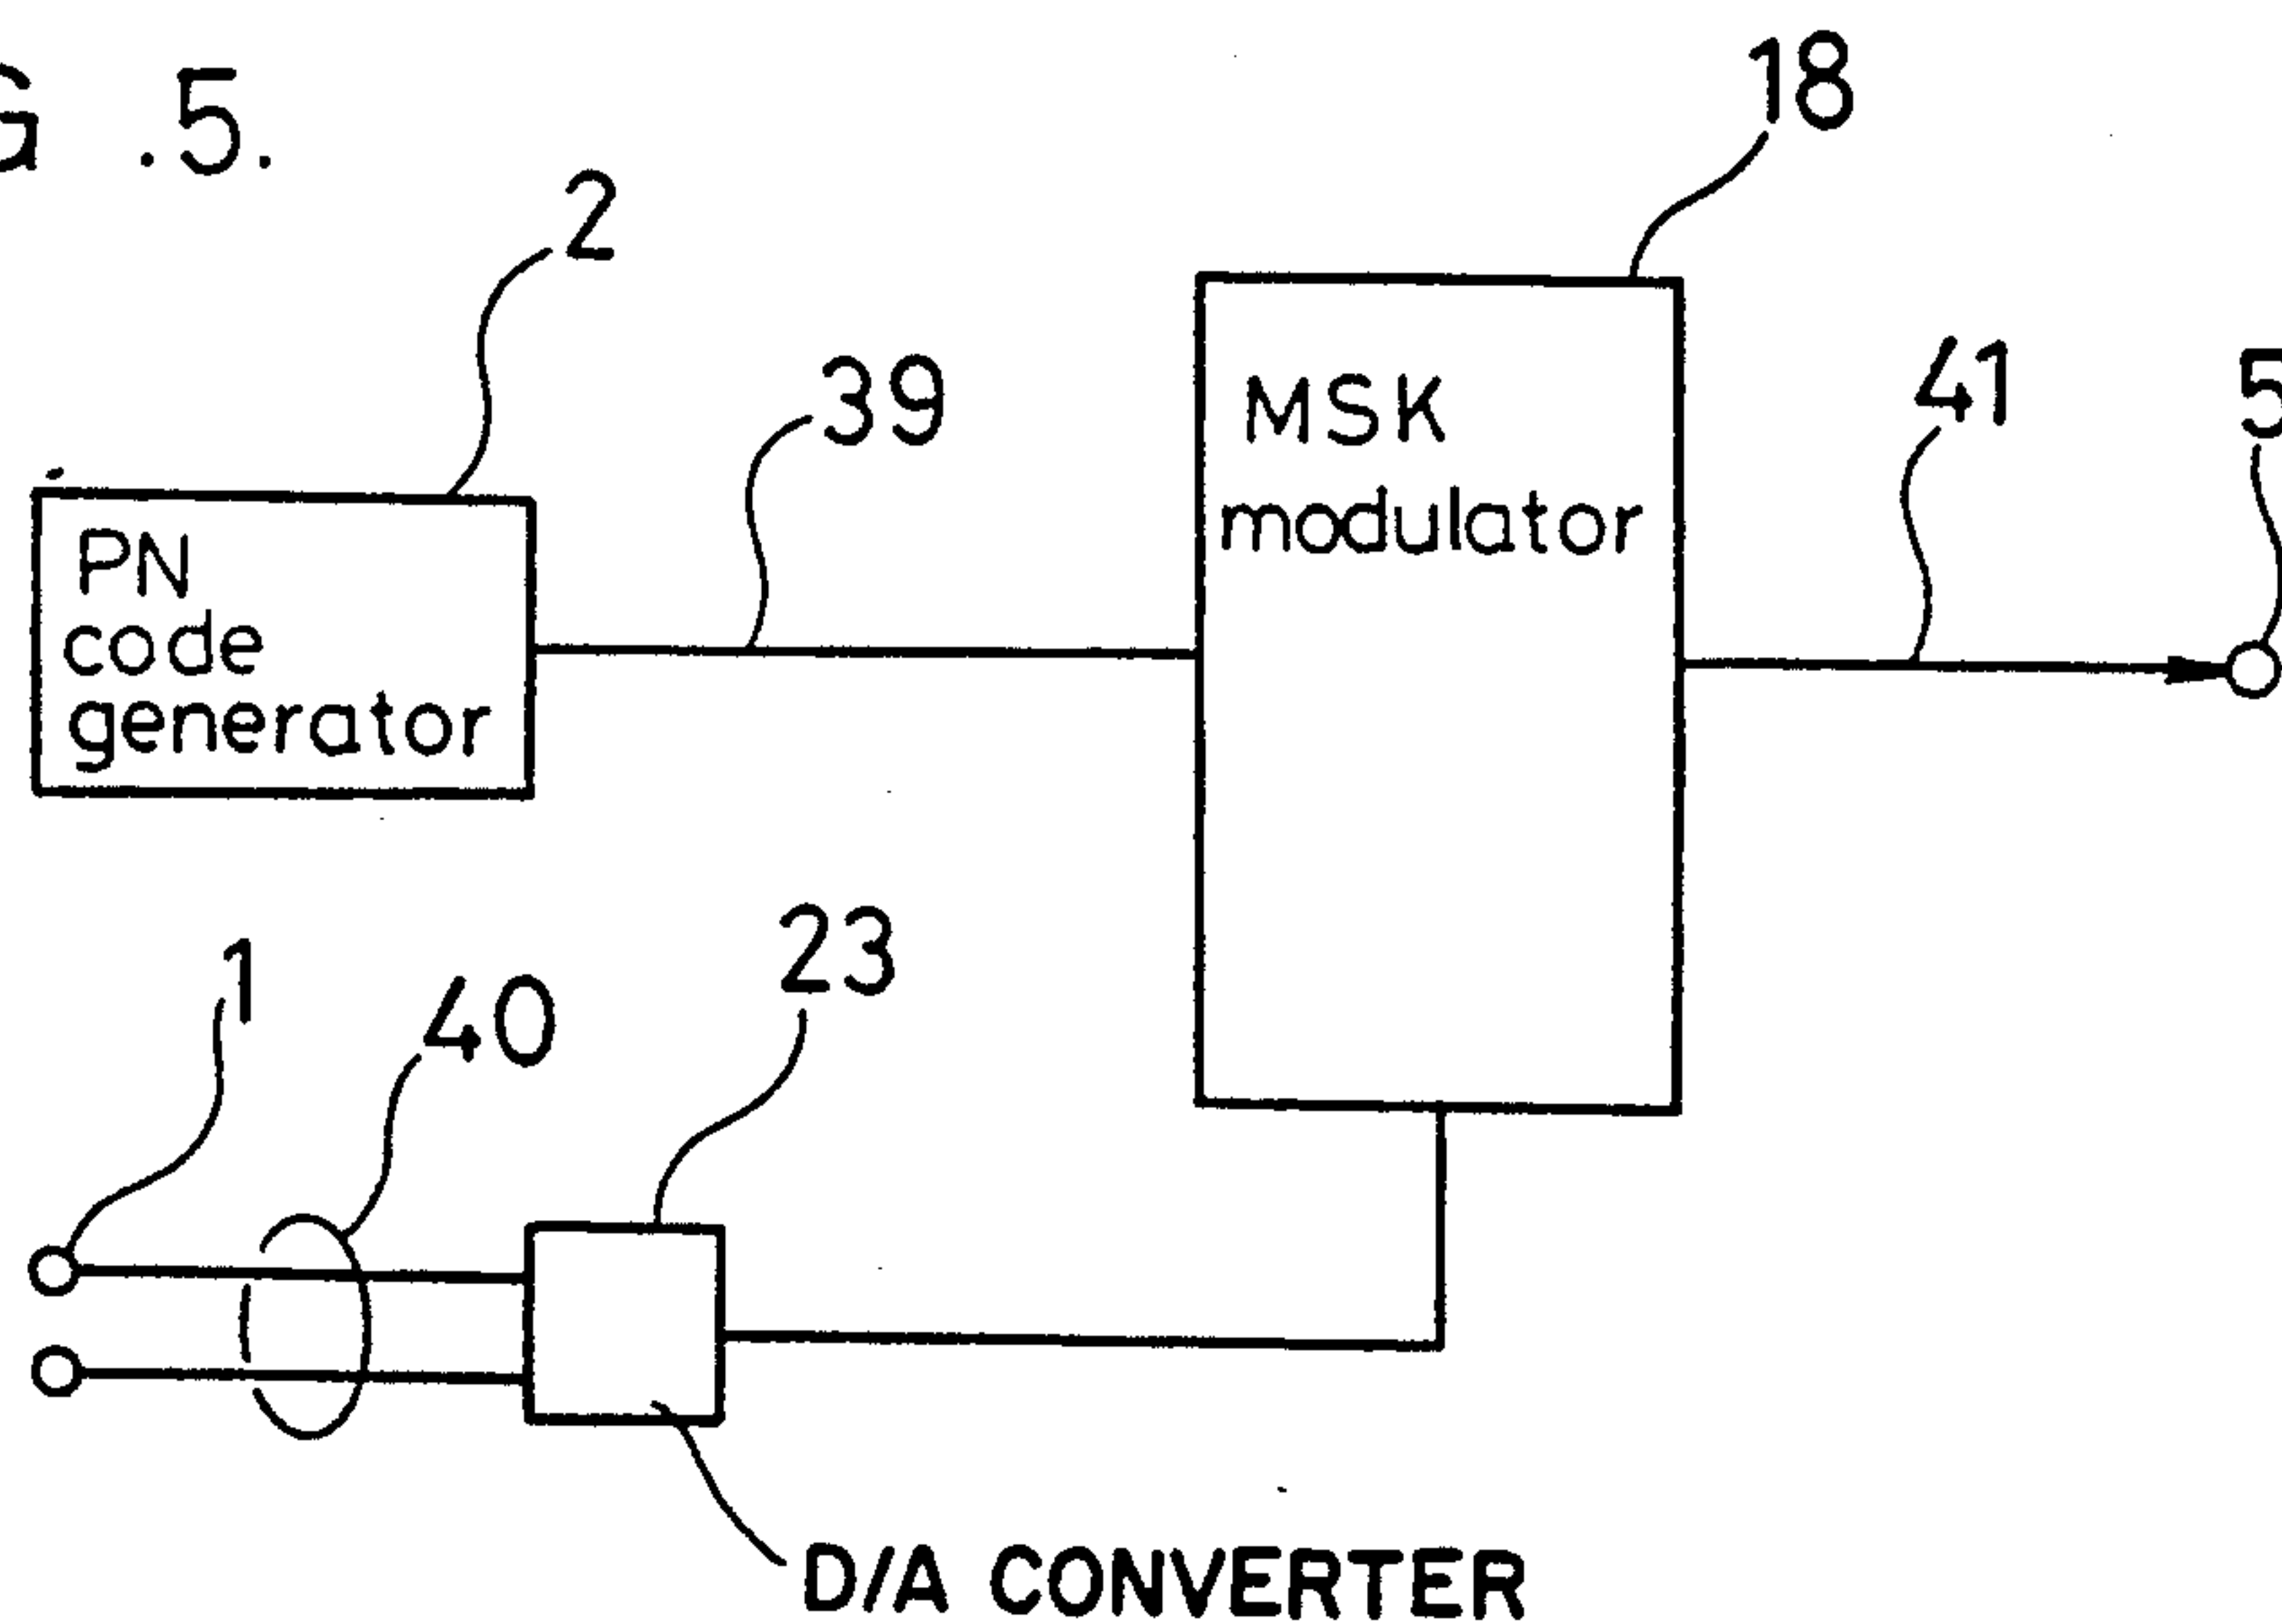 G .5.
18
2
39
41
5
MSK
modulator
PN
code
generator
23
1
40
D/A CONVERTER